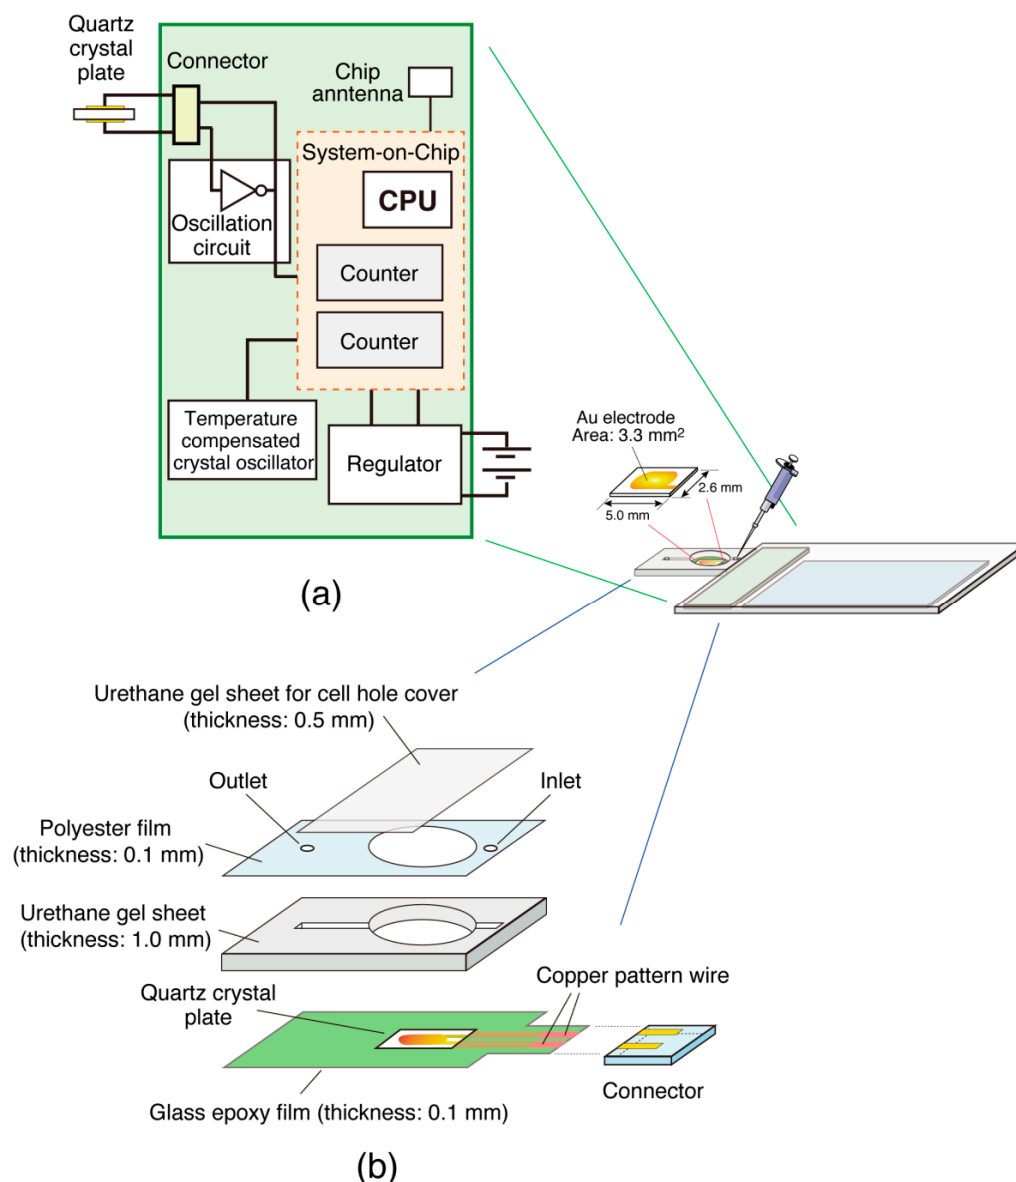 Quartz
crystal
plate
Connector
Chip
anntenna
System-on-Chip
CPU
Oscillation
circuit
Counter
Counter
Temperature
compensated
crystal oscillator
Regulator
Au electrode
Area: 3.3 mm²
2.6 mm
5.0 mm
(a)
Urethane gel sheet for cell hole cover
(thickness: 0.5 mm)
Outlet
Inlet
Polyester film
(thickness: 0.1 mm)
Urethane gel sheet
(thickness: 1.0 mm)
Copper pattern wire
Quartz crystal
plate
Connector
Glass epoxy film (thickness: 0.1 mm)
(b)